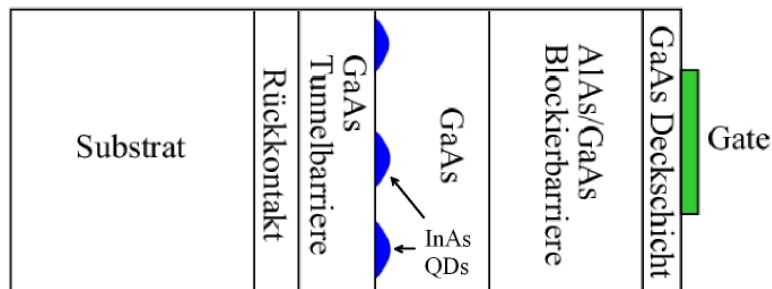 Substrat
Rückkontakt
GaAs
Tunnelbarriere
GaAs
InAs
QDs
AlAs/GaAs
Blockierbarriere
GaAs Deckschicht
Gate